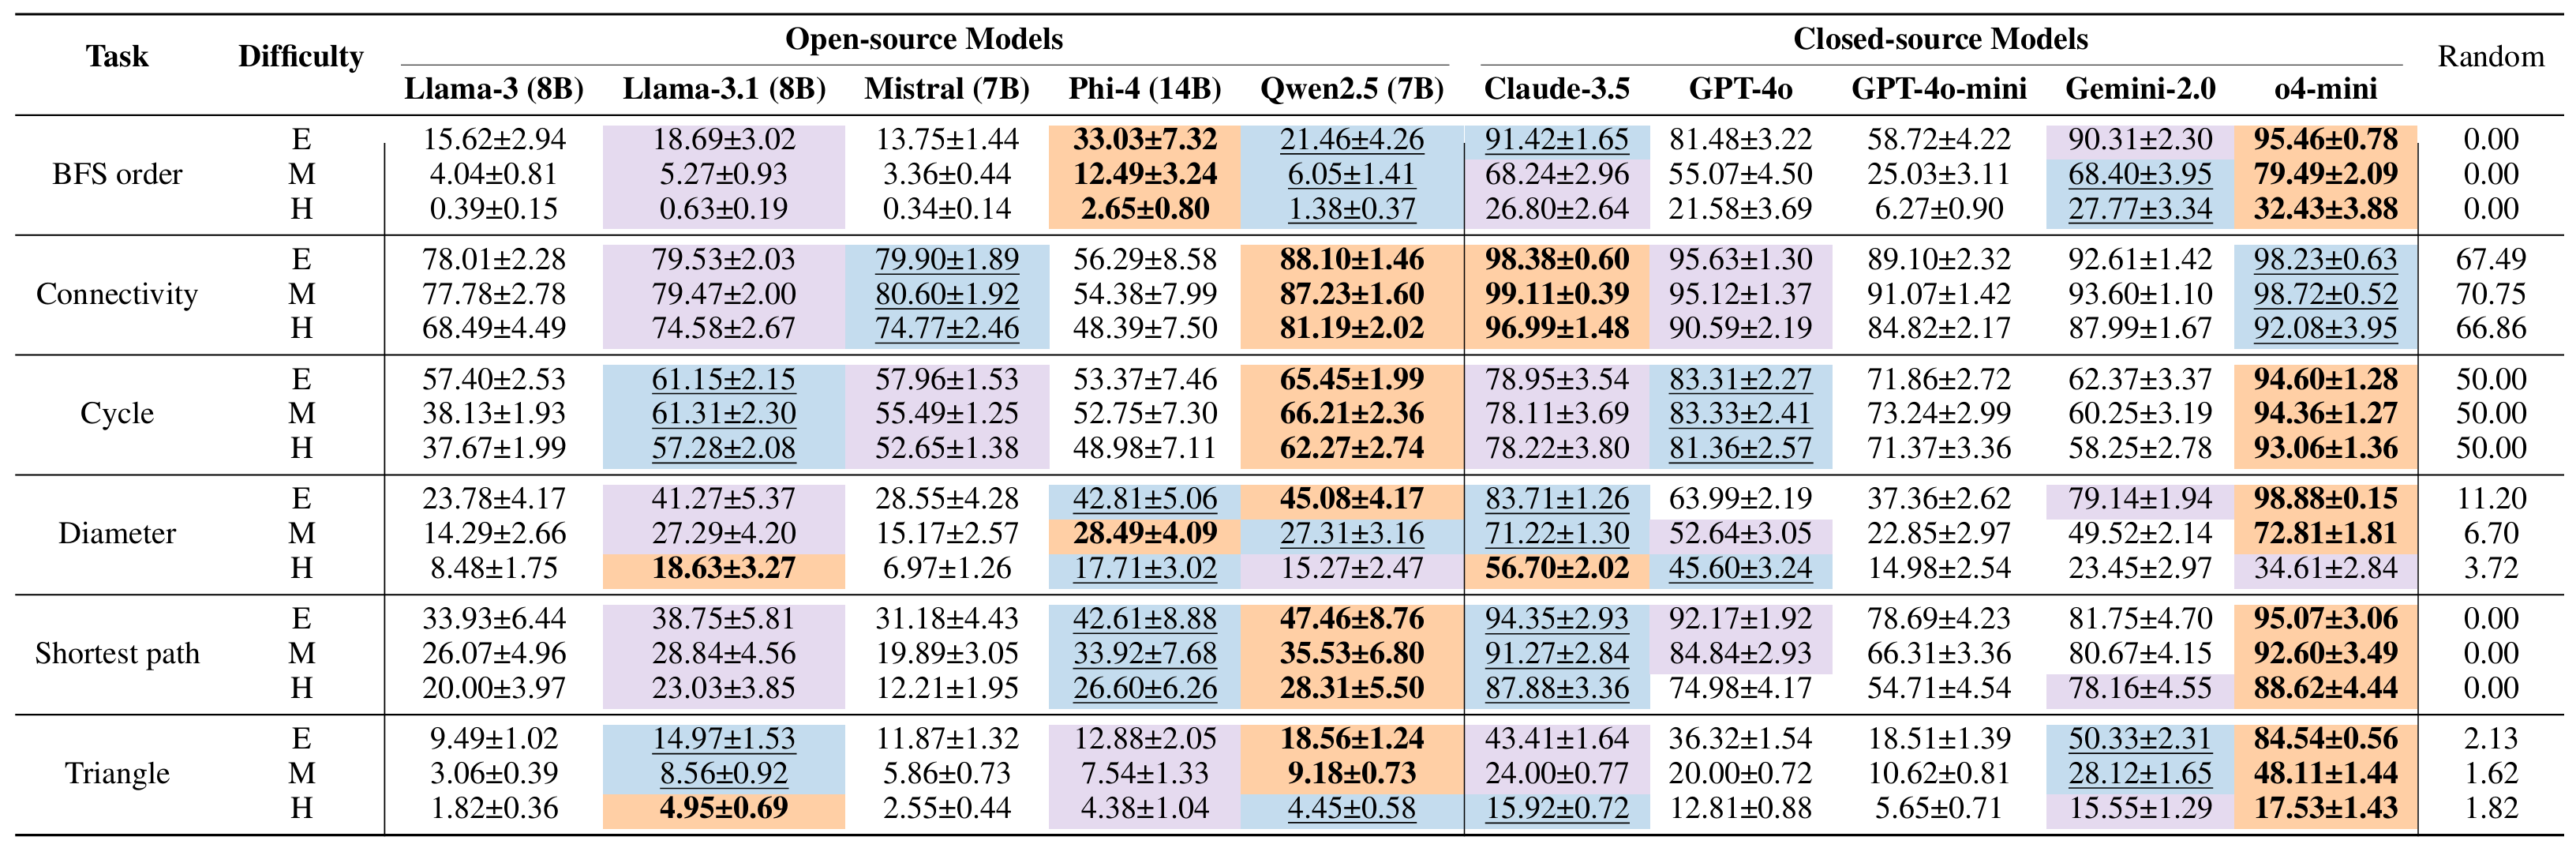 Task Difficulty Open-source Models Closed-source Models Random
Llama-3 (8B) Llama-3.1 (8B) Mistral (7B) Phi-4 (14B) Qwen2.5 (7B) Claude-3.5 GPT-4o GPT-4o-mini Gemini-2.0 o4-mini
E 15.62±2.94 18.69±3.02 13.75±1.44 33.03±7.32 21.46±4.26 91.42±1.65 81.48±3.22 58.72±4.22 90.31±2.30 95.46±0.78 0.00
BFS order M 4.04±0.81 5.27±0.93 3.36±0.44 12.49±3.24 6.05±1.41 68.24±2.96 55.07±4.50 25.03±3.11 68.40±3.95 79.49±2.09 0.00
H 0.39±0.15 0.63±0.19 0.34±0.14 2.65±0.80 1.38±0.37 26.80±2.64 21.58±3.69 6.27±0.90 27.77±3.34 32.43±3.88 0.00
E 78.01±2.28 79.53±2.03 79.90±1.89 56.29±8.58 88.10±1.46 98.38±0.60 95.63±1.30 89.10±2.32 92.61±1.42 98.23±0.63 67.49
Connectivity M 77.78±2.78 79.47±2.00 80.60±1.92 54.38±7.99 87.23±1.60 99.11±0.39 95.12±1.37 91.07±1.42 93.60±1.10 98.72±0.52 70.75
H 68.49±4.49 74.58±2.67 74.77±2.46 48.39±7.50 81.19±2.02 96.99±1.48 90.59±2.19 84.82±2.17 87.99±1.67 92.08±3.95 66.86
E 57.40±2.53 61.15±2.15 57.96±1.53 53.37±7.46 65.45±1.99 78.95±3.54 83.31±2.27 71.86±2.72 62.37±3.37 94.60±1.28 50.00
Cycle M 38.13±1.93 61.31±2.30 55.49±1.25 52.75±7.30 66.21±2.36 78.11±3.69 83.33±2.41 73.24±2.99 60.25±3.19 94.36±1.27 50.00
H 37.67±1.99 57.28±2.08 52.65±1.38 48.98±7.11 62.27±2.74 78.22±3.80 81.36±2.57 71.37±3.36 58.25±2.78 93.06±1.36 50.00
E 23.78±4.17 41.27±5.37 28.55±4.28 42.81±5.06 45.08±4.17 83.71±1.26 63.99±2.19 37.36±2.62 79.14±1.94 98.88±0.15 11.20
Diameter M 14.29±2.66 27.29±4.20 15.17±2.57 28.49±4.09 27.31±3.16 71.22±1.30 52.64±3.05 22.85±2.97 49.52±2.14 72.81±1.81 6.70
H 8.48±1.75 18.63±3.27 6.97±1.26 17.71±3.02 15.27±2.47 56.70±2.02 45.60±3.24 14.98±2.54 23.45±2.97 34.61±2.84 3.72
E 33.93±6.44 38.75±5.81 31.18±4.43 42.61±8.88 47.46±8.76 94.35±2.93 92.17±1.92 78.69±4.23 81.75±4.70 95.07±3.06 0.00
Shortest path M 26.07±4.96 28.84±4.56 19.89±3.05 33.92±7.68 35.53±6.80 91.27±2.84 84.84±2.93 66.31±3.36 80.67±4.15 92.60±3.49 0.00
H 20.00±3.97 23.03±3.85 12.21±1.95 26.60±6.26 28.31±5.50 87.88±3.36 74.98±4.17 54.71±4.54 78.16±4.55 88.62±4.44 0.00
E 9.49±1.02 14.97±1.53 11.87±1.32 12.88±2.05 18.56±1.24 43.41±1.64 36.32±1.54 18.51±1.39 50.33±2.31 84.54±0.56 2.13
Triangle M 3.06±0.39 8.56±0.92 5.86±0.73 7.54±1.33 9.18±0.73 24.00±0.77 20.00±0.72 10.62±0.81 28.12±1.65 48.11±1.44 1.62
H 1.82±0.36 4.95±0.69 2.55±0.44 4.38±1.04 4.45±0.58 15.92±0.72 12.81±0.88 5.65±0.71 15.55±1.29 17.53±1.43 1.82